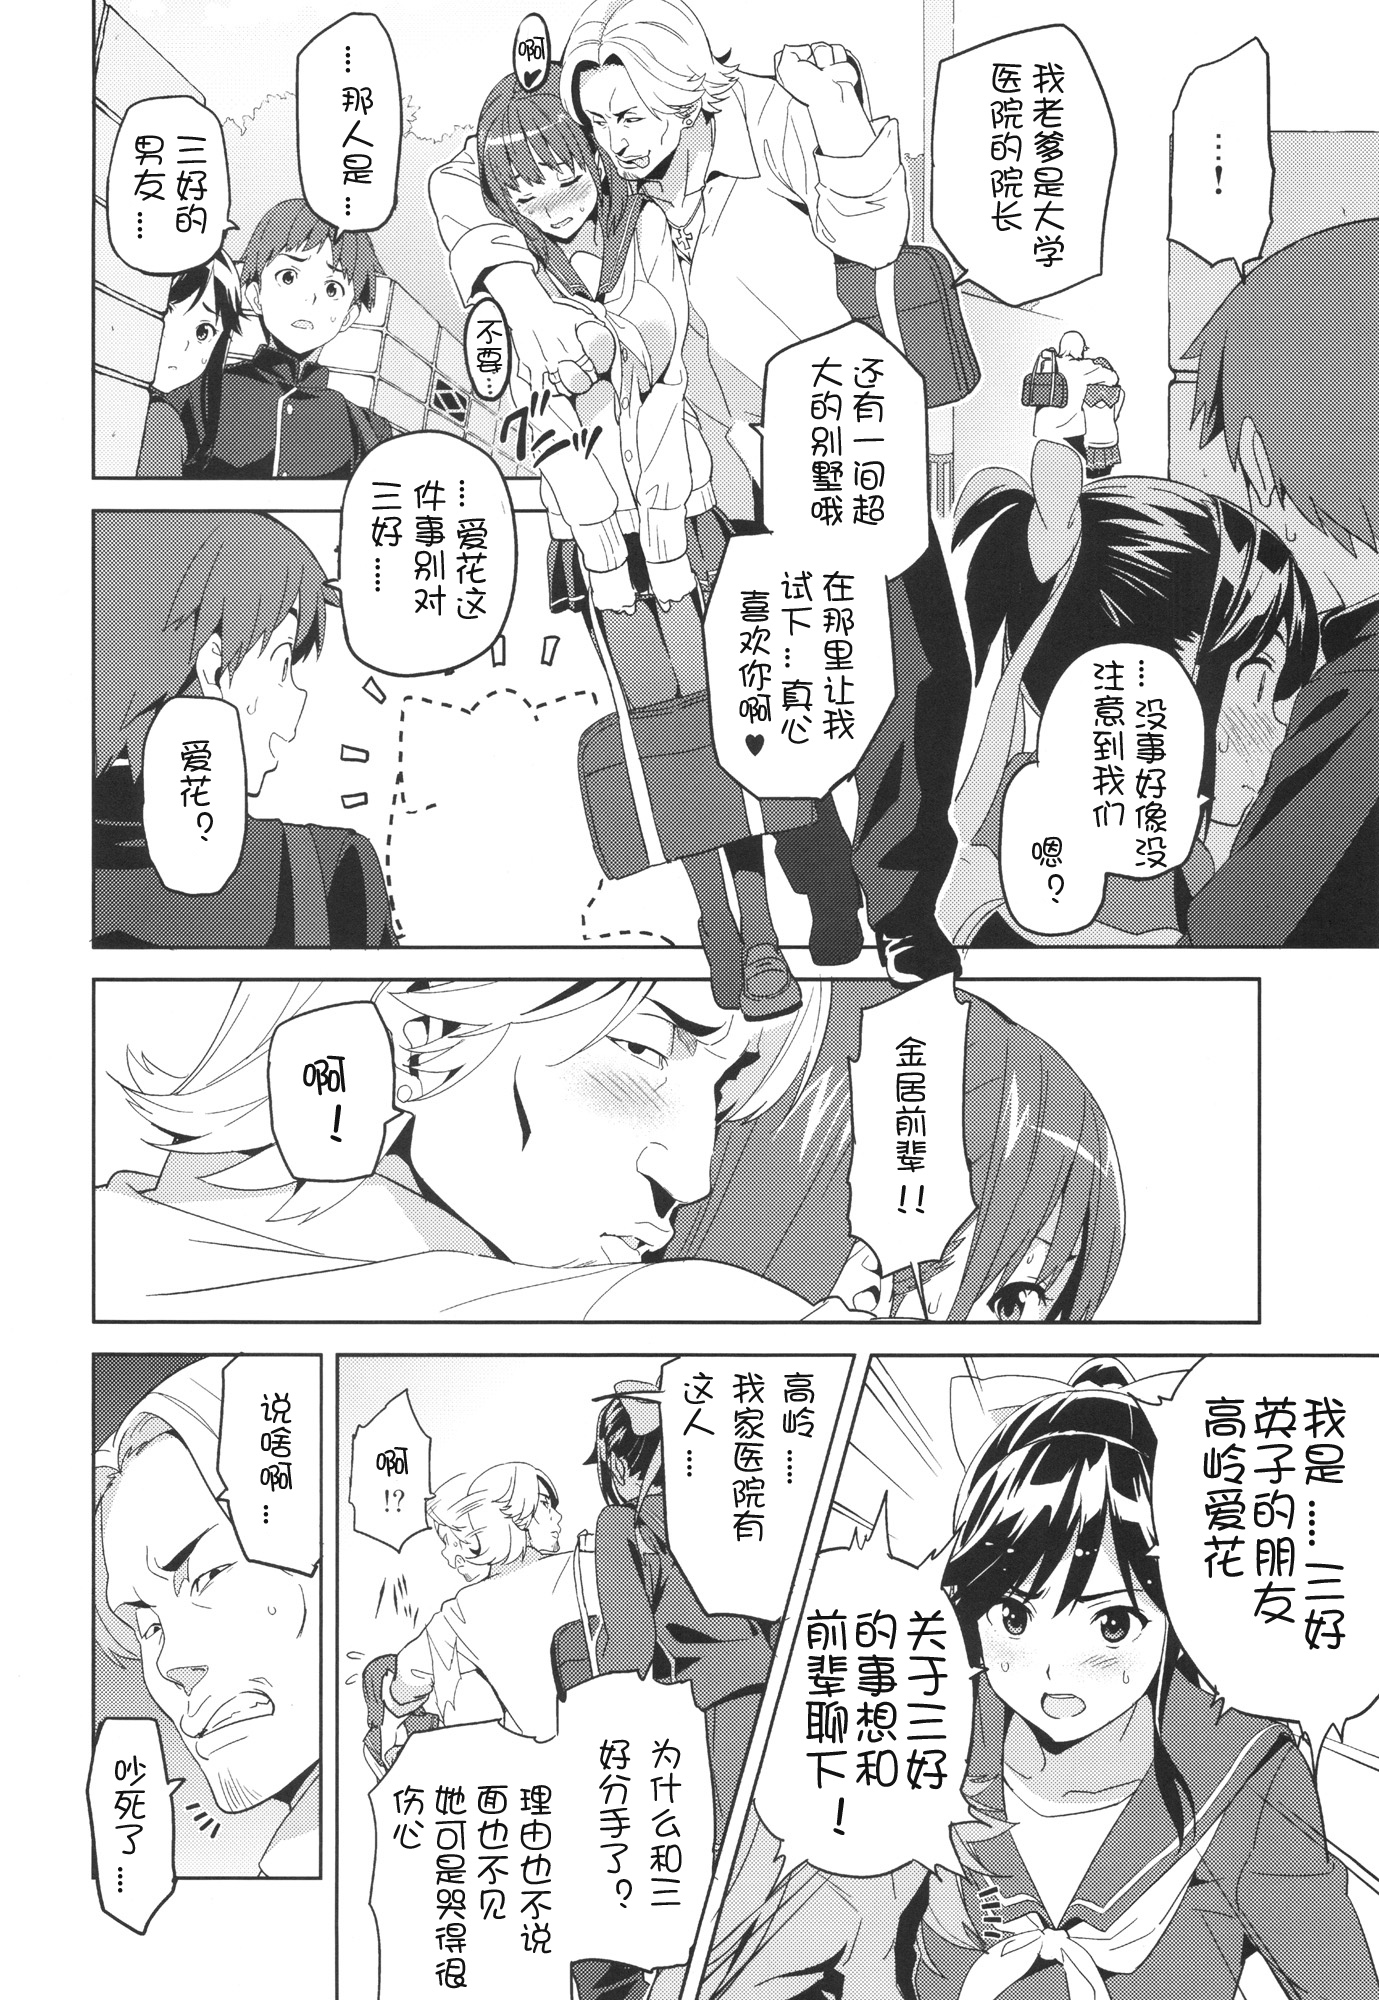 …！
我老爹是大学
医院的院长
啊♥
…那人是…
三好的
男友…
还有一间超
大的别墅哦
在那里让我
试下…真心
喜欢你啊♥
不要…
グニッ
グニッ
…没事好像没
注意到我们
嗯？
…爱花这
件事别对
三好……
爱花？
金居前辈!!
啊！
我是……三好
英子的朋友
高岭爱花
关于三好
的事想和
前辈聊下！
高岭……
我家医院有
这人……
啊!?
为什么和三
好分手了？
理由也不说
面也不见
她可是哭得很
伤心
说啥啊…
吵死了…